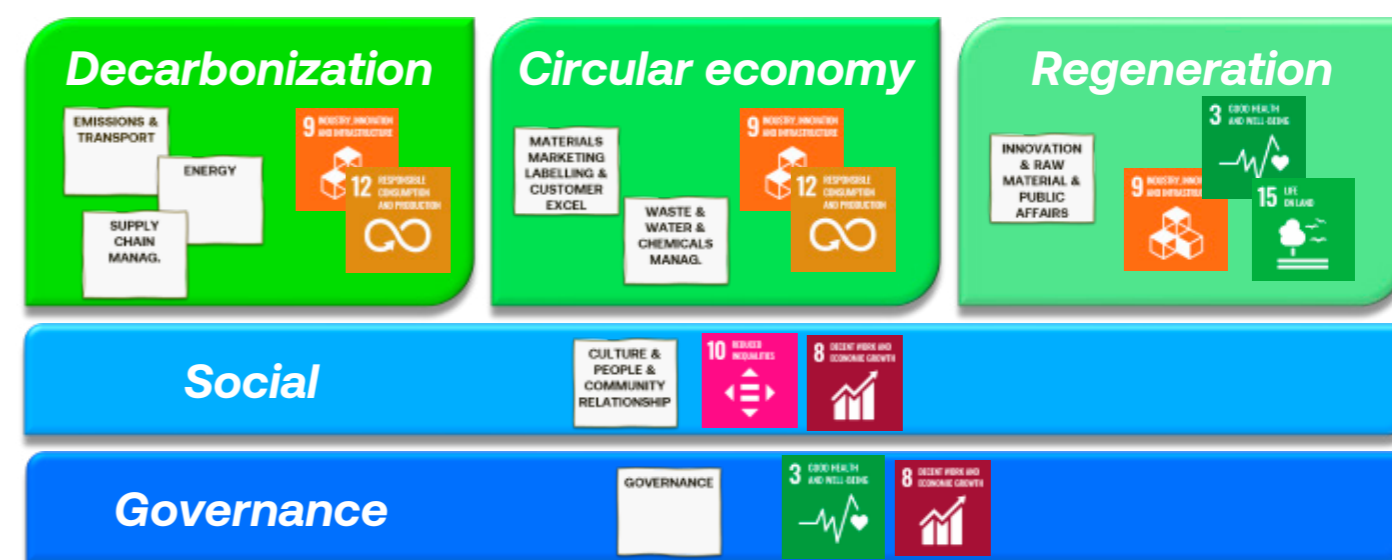 Decarbonization
EMISSIONS &
TRANSPORT
ENERGY
SUPPLY
CHAIN
MANAG.
9 INDUSTRY, INNOVATION
AND INFRASTRUCTURE
12 RESPONSIBLE
CONSUMPTION
AND PRODUCTION
Circular economy
MATERIALS
MARKETING
LABELLING &
CUSTOMER
EXCEL
WASTE &
WATER &
CHEMICALS
MANAG.
9 INDUSTRY, INNOVATION
AND INFRASTRUCTURE
12 RESPONSIBLE
CONSUMPTION
AND PRODUCTION
Regeneration
INNOVATION
& RAW
MATERIAL &
PUBLIC
AFFAIRS
3 GOOD HEALTH
AND WELL-BEING
9 INDUSTRY, INNOV
AND INFRAST
15 LIFE
ON LAND
Social
CULTURE &
PEOPLE &
COMMUNITY
RELATIONSHIP
10 REDUCED
INEQUALITIES
8 DECENT WORK AND
ECONOMIC GROWTH
Governance
GOVERNANCE
3 GOOD HEALTH
AND WELL-BEING
8 DECENT WORK AND
ECONOMIC GROWTH